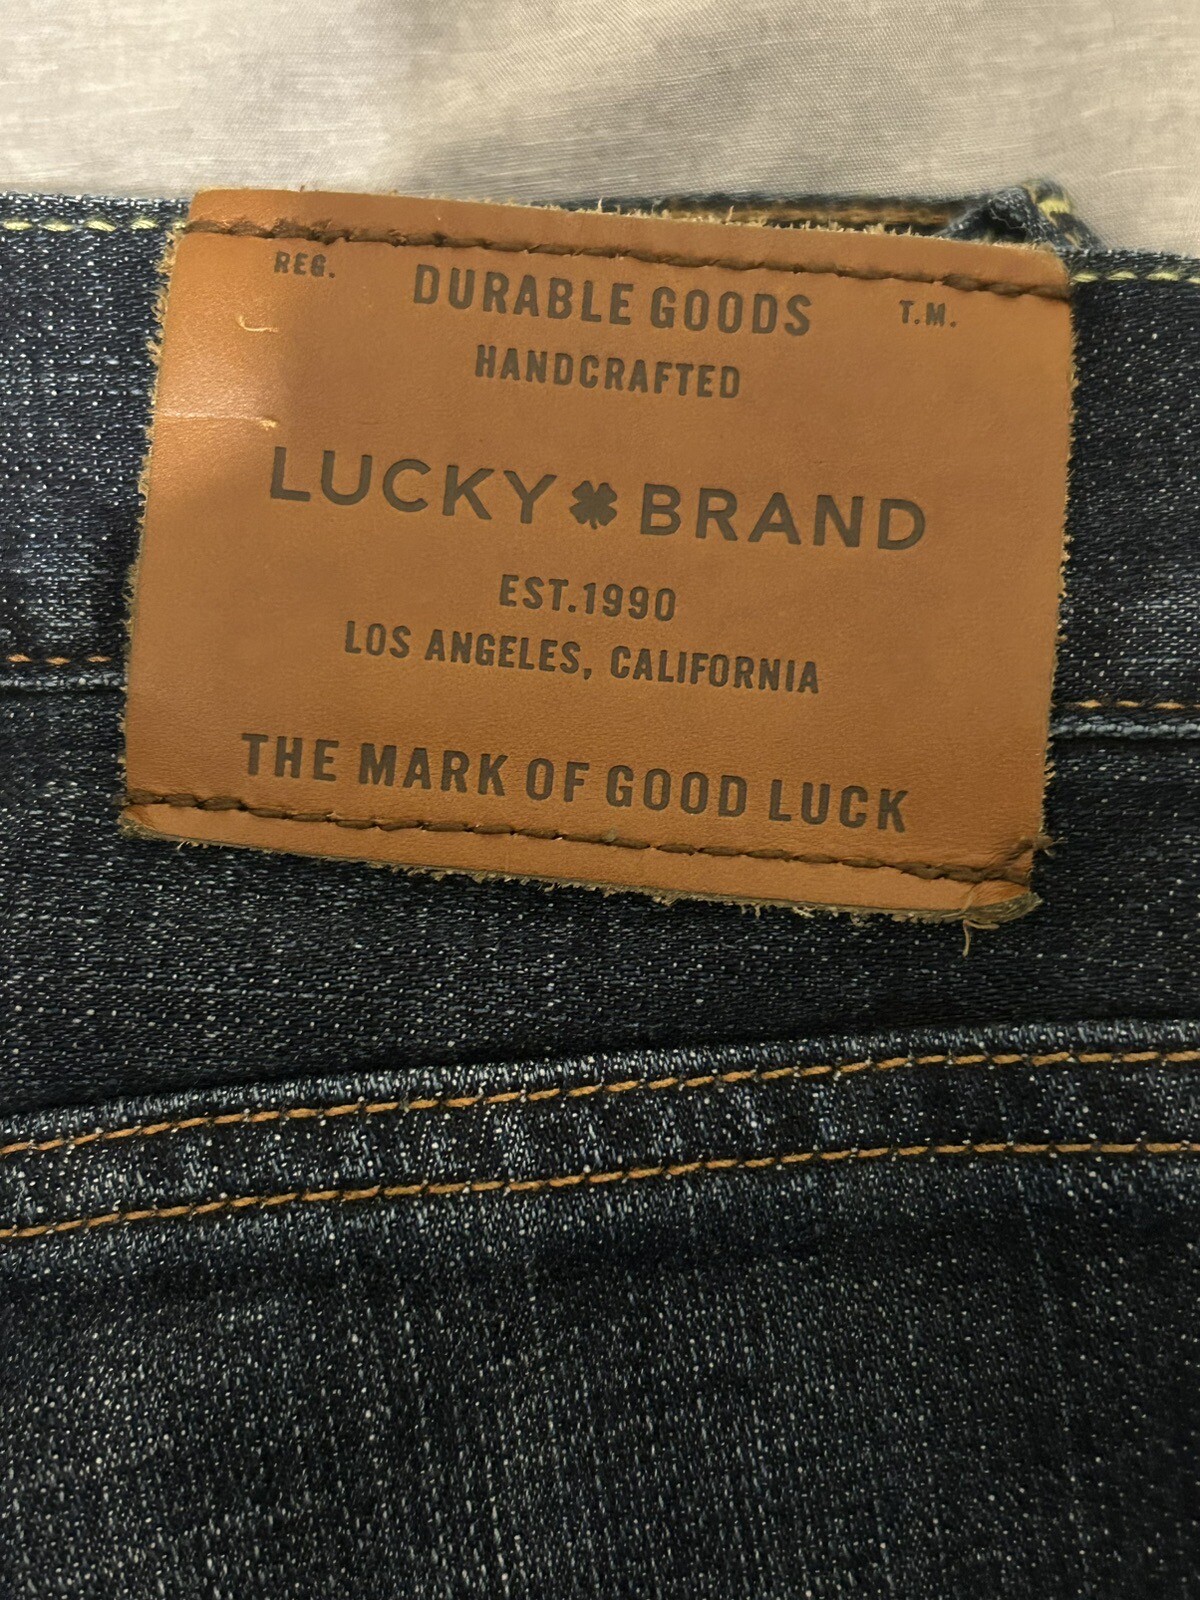 REG. DURABLE GOODS T.M.
HANDCRAFTED
LUCKY BRAND
EST.1990
LOS ANGELES, CALIFORNIA
THE MARK OF GOOD LUCK